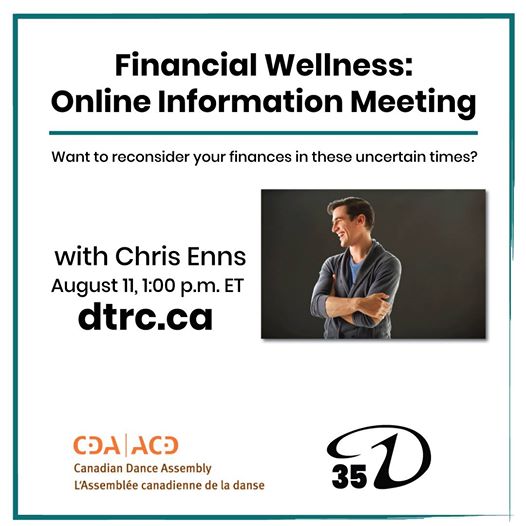 Financial Wellness:
Online Information Meeting
Want to reconsider your finances in these uncertain times?
with Chris Enns
August 11, 1:00 p.m. ET
dtrc.ca
CDA|ACD
Canadian Dance Assembly
L'Assemblée canadienne de la danse
35 D